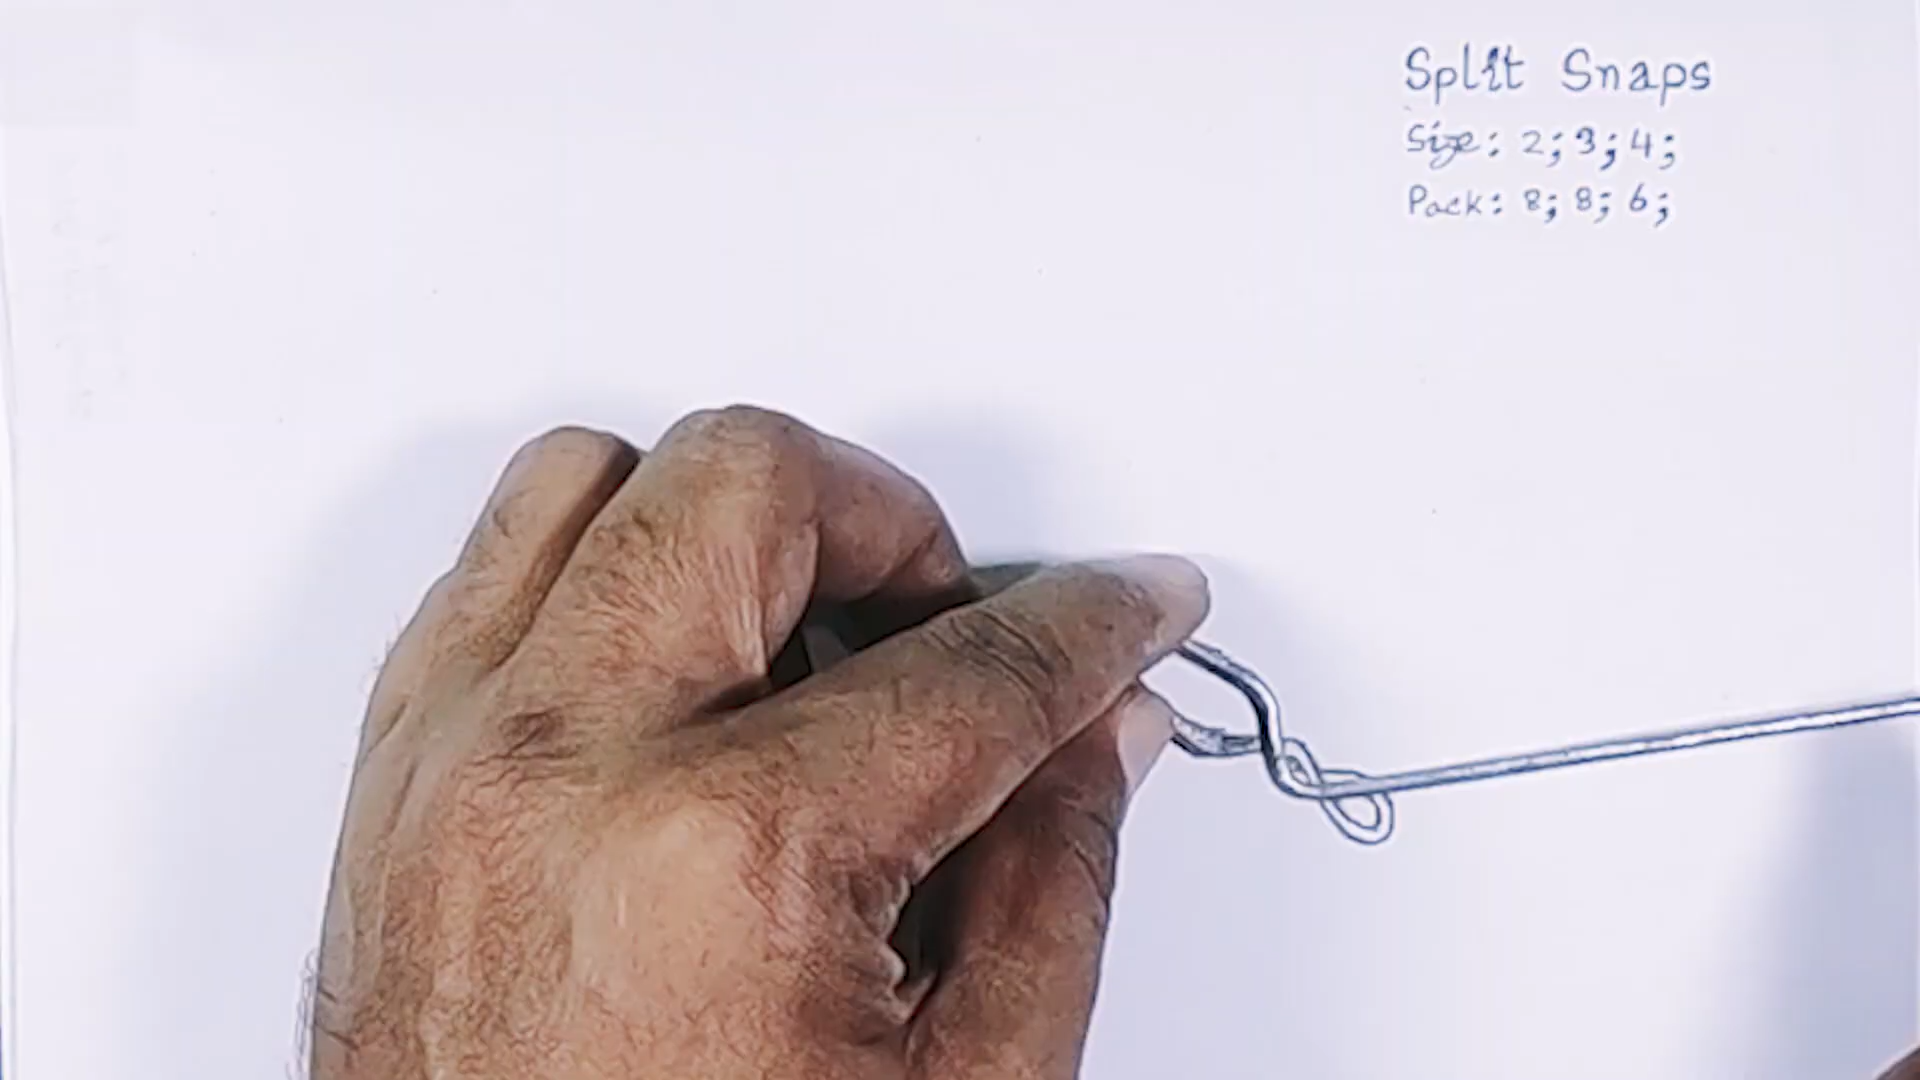 Split Snaps
Size: 2; 3; 4;
Pack: 8; 8; 6;